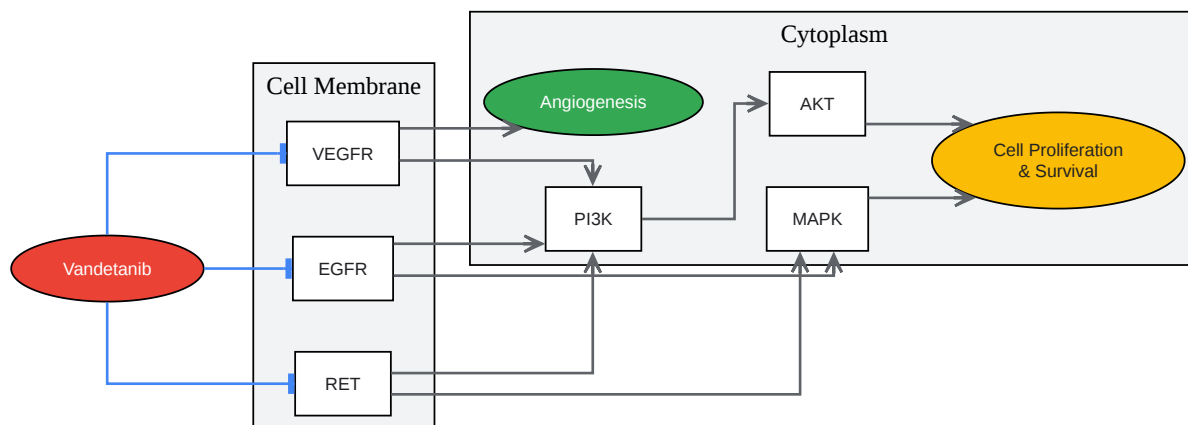 Cytoplasm
Cell Membrane
Angiogenesis
AKT
VEGFR
Cell Proliferation
& Survival
PI3K
MAPK
Vandetanib
EGFR
RET